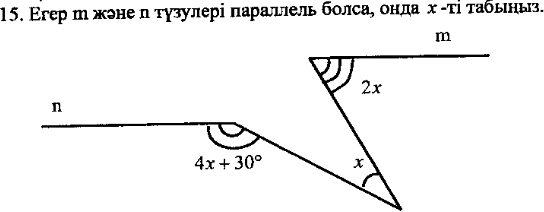 15. Егер m және n түзулері параллель болса, онда x -ті табыңыз.
m
2x
n
4x + 30°
x